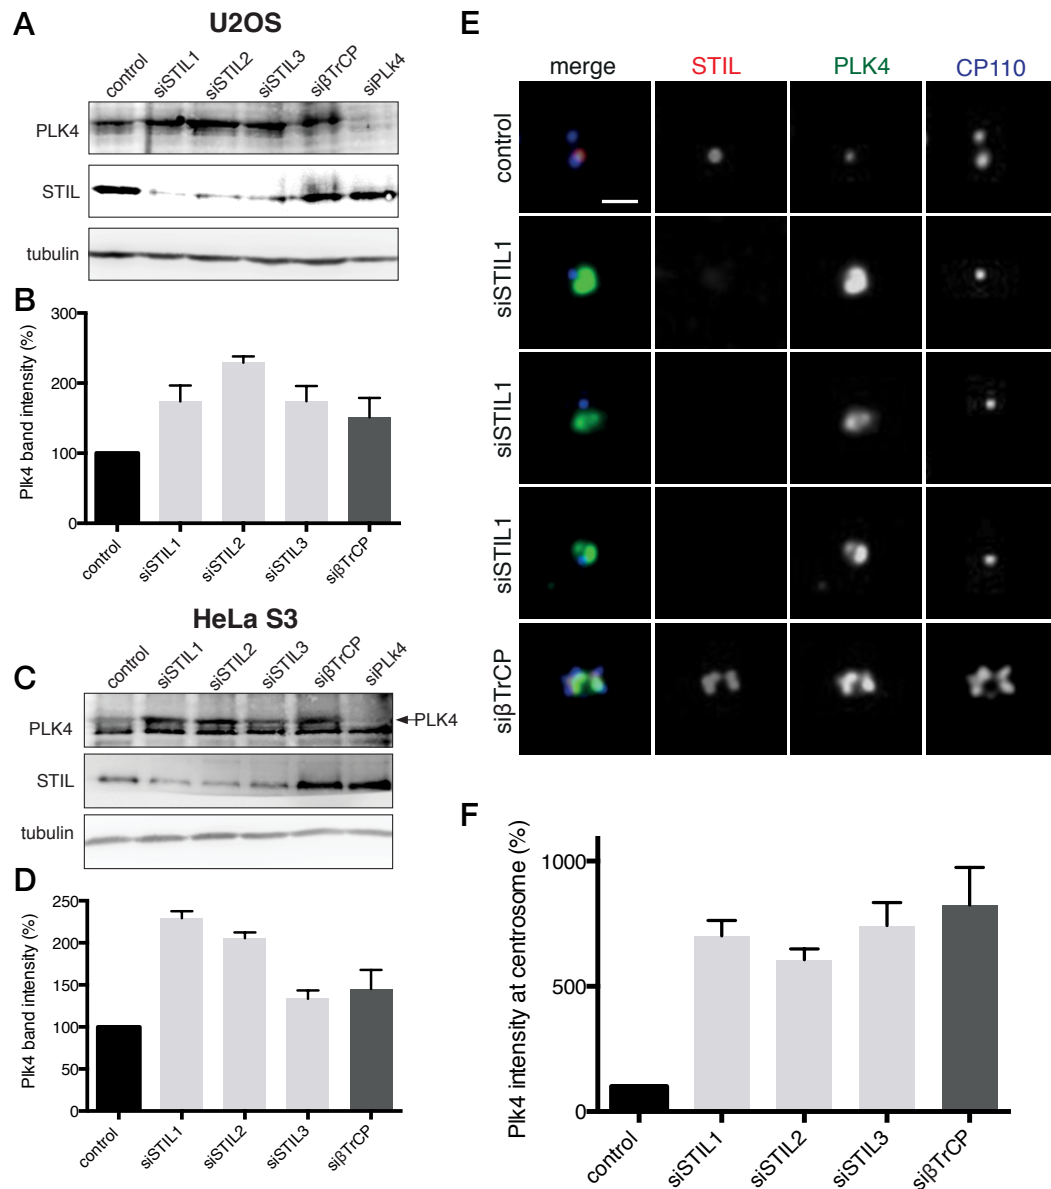 A
U2OS
control siSTIL1 siSTIL2 siSTIL3 siβTrCP siPLk4
PLK4
STIL
tubulin
B
Plk4 band intensity (%)
300
200
100
0
control siSTIL1 siSTIL2 siSTIL3 siβTrCP
HeLa S3
C
control siSTIL1 siSTIL2 siSTIL3 siβTrCP siPLk4
PLK4
PLK4
STIL
tubulin
D
Plk4 band intensity (%)
250
200
150
100
50
0
control siSTIL1 siSTIL2 siSTIL3 siβTrCP
E
merge STIL PLK4 CP110
control
siSTIL1
siSTIL1
siSTIL1
siβTrCP
F
Plk4 intensity at centrosome (%)
1000
500
0
control siSTIL1 siSTIL2 siSTIL3 siβTrCP